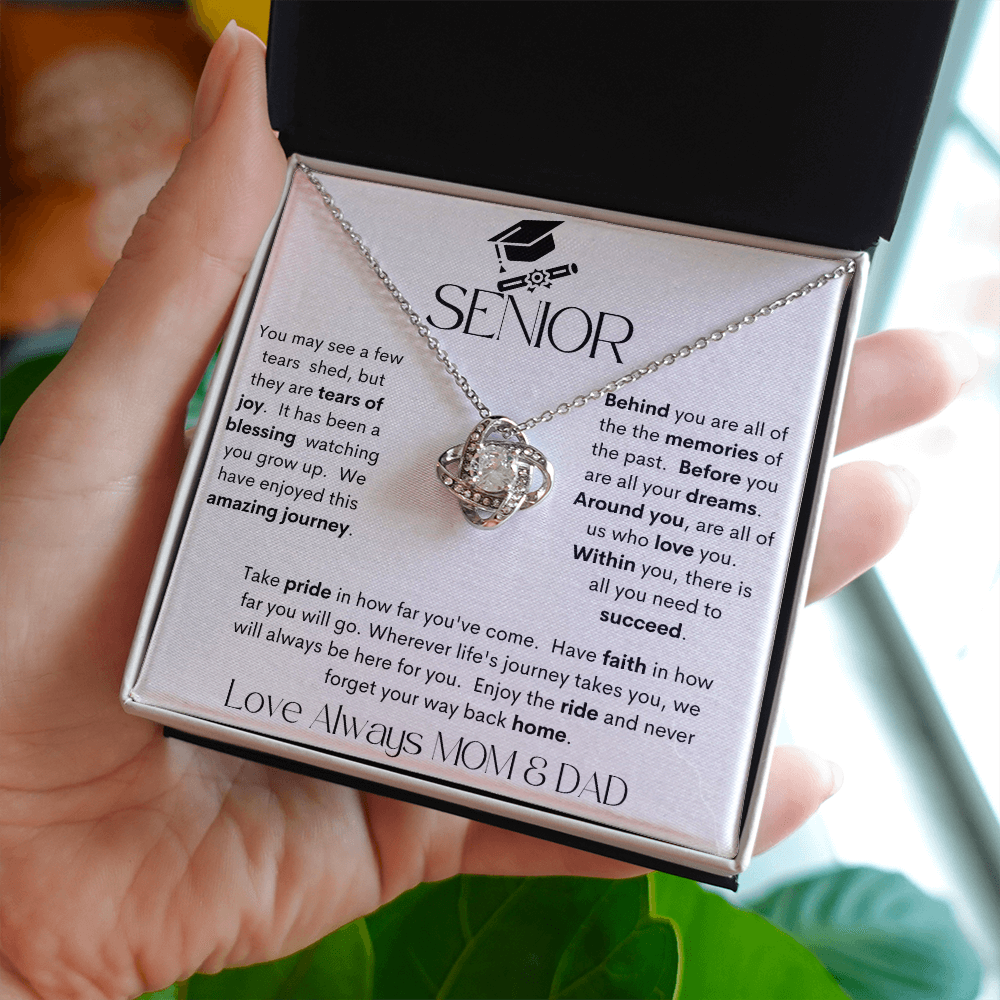 SENIOR
You may see a few
tears shed, but
they are tears of
joy. It has been a
blessing watching
you grow up. We
have enjoyed this
amazing journey.
Behind you are all of
the the memories of
the past. Before you
are all your dreams.
Around you, are all of
us who love you.
Within you, there is
all you need to
succeed.
Take pride in how far you've come. Have faith in how
far you will go. Wherever life's journey takes you, we
will always be here for you. Enjoy the ride and never
forget your way back home.
Love Always MOM & DAD